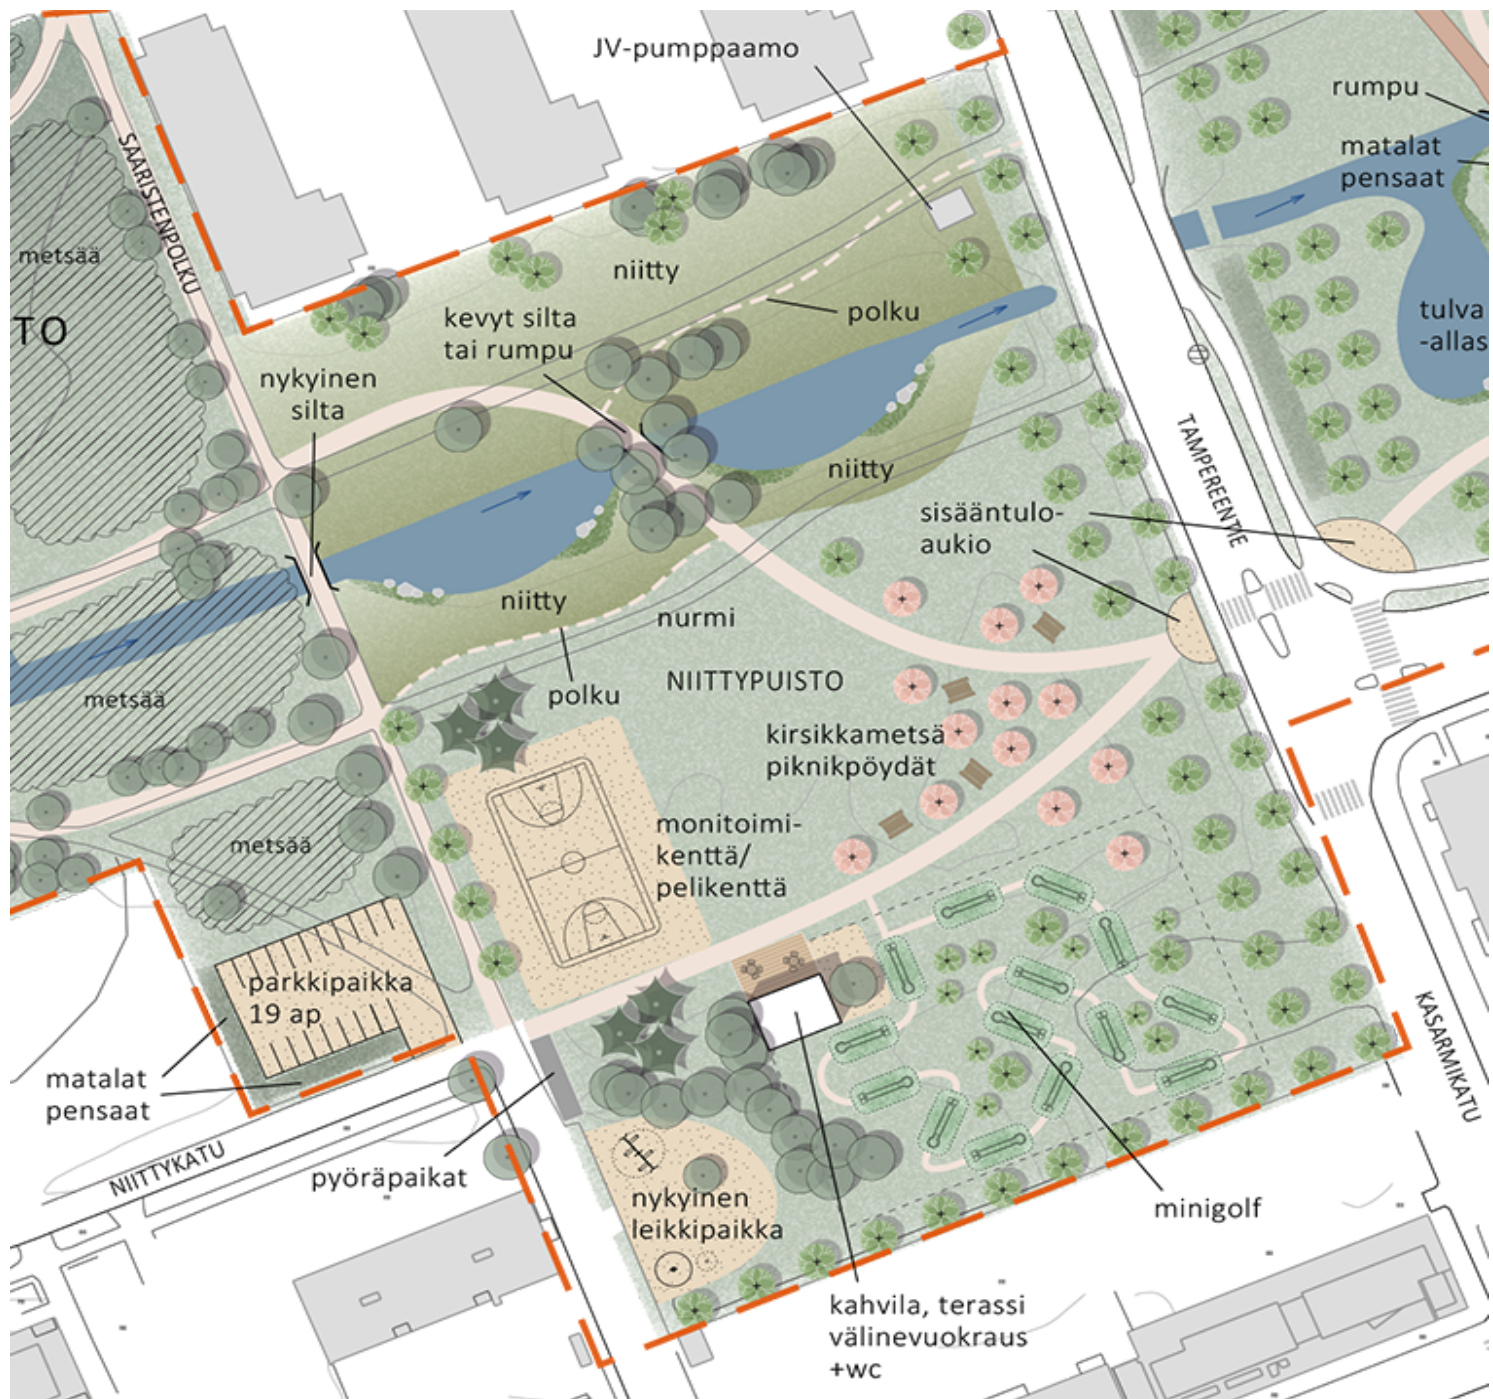 JV-pumppaamo
rumpu
matalat
pensaat
SAARISTENPOLKU
metsää
niitty
TO
kevyt silta
tai rumpu
polku
tulva
-allas
nykyinen
silta
TAMPEREENTIE
niitty
sisääntulo-
aukio
niitty
nurmi
NIITTYPUISTO
polku
metsää
kirsikkametsä
piknikpöydät
monitoimi-
kenttä/
pelikenttä
metsää
parkkipaikka
19 ap
matalat
pensaat
KASARMIKATU
NIITTYKATU
pyöräpaikat
nykyinen
leikkipaikka
minigolf
kahvila, terassi
välinevuokraus
+wc